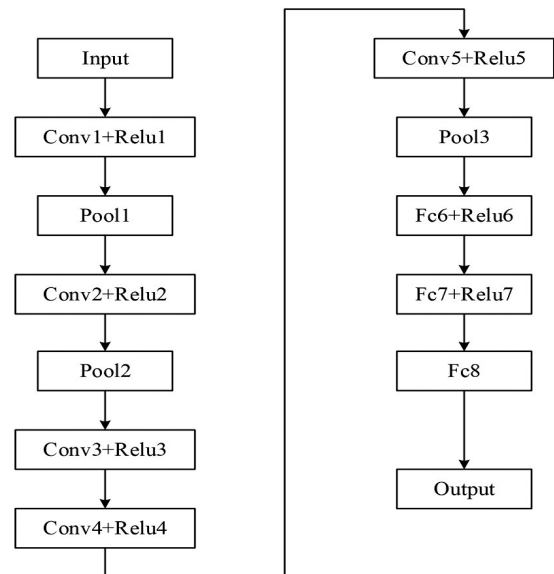 Input
Conv1+Relu1
Pool1
Conv2+Relu2
Pool2
Conv3+Relu3
Conv4+Relu4
Conv5+Relu5
Pool3
Fc6+Relu6
Fc7+Relu7
Fc8
Output